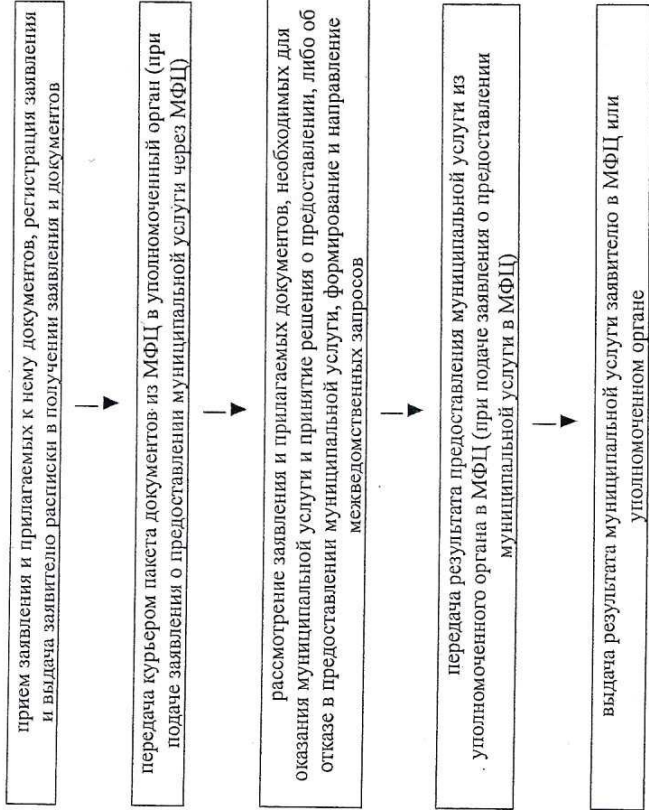 прием заявления и прилагаемых к нему документов, регистрация заявления
и выдача заявителю расписки в получении заявления и документов
передача курьером пакета документов из МФЦ в уполномоченный орган (при
подаче заявления о предоставлении муниципальной услуги через МФЦ)
рассмотрение заявления и прилагаемых документов, необходимых для
оказания муниципальной услуги и принятие решения о предоставлении, либо об
отказе в предоставлении муниципальной услуги, формирование и направление
межведомственных запросов
передача результата предоставления муниципальной услуги из
уполномоченного органа в МФЦ (при подаче заявления о предоставлении
муниципальной услуги в МФЦ)
выдача результата муниципальной услуги заявителю в МФЦ или
уполномоченном органе